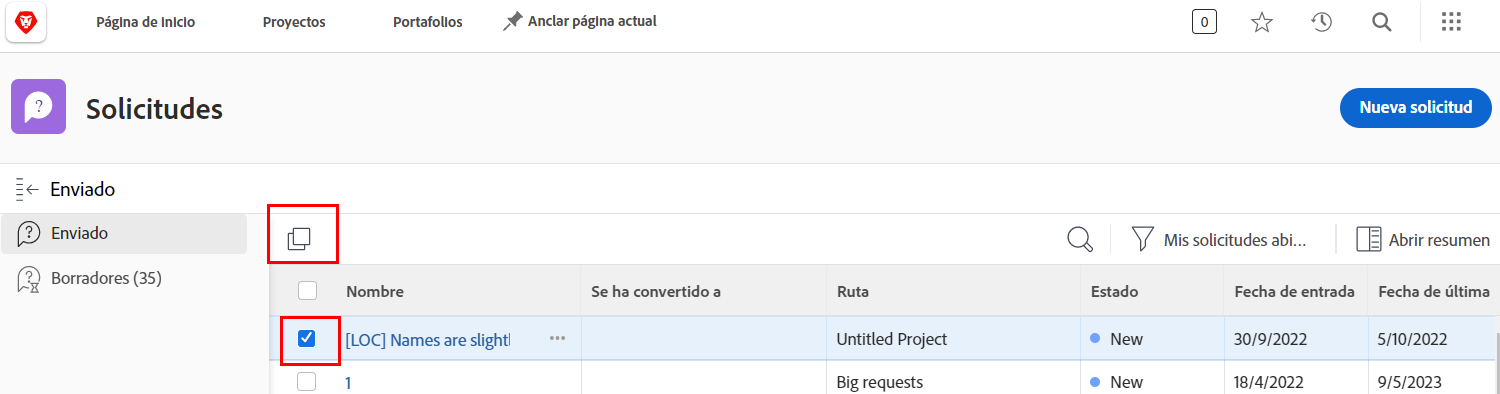 Página de inicio Proyectos Portafolios Anclar página actual 0
Solicitudes
Nueva solicitud
Enviado
Enviado
Borradores (35)
Mis solicitudes abi... Abrir resumen
Nombre Se ha convertido a Ruta Estado Fecha de entrada Fecha de última
[LOC] Names are slightl Untitled Project New 30/9/2022 5/10/2022
1 Big requests New 18/4/2022 9/5/2023